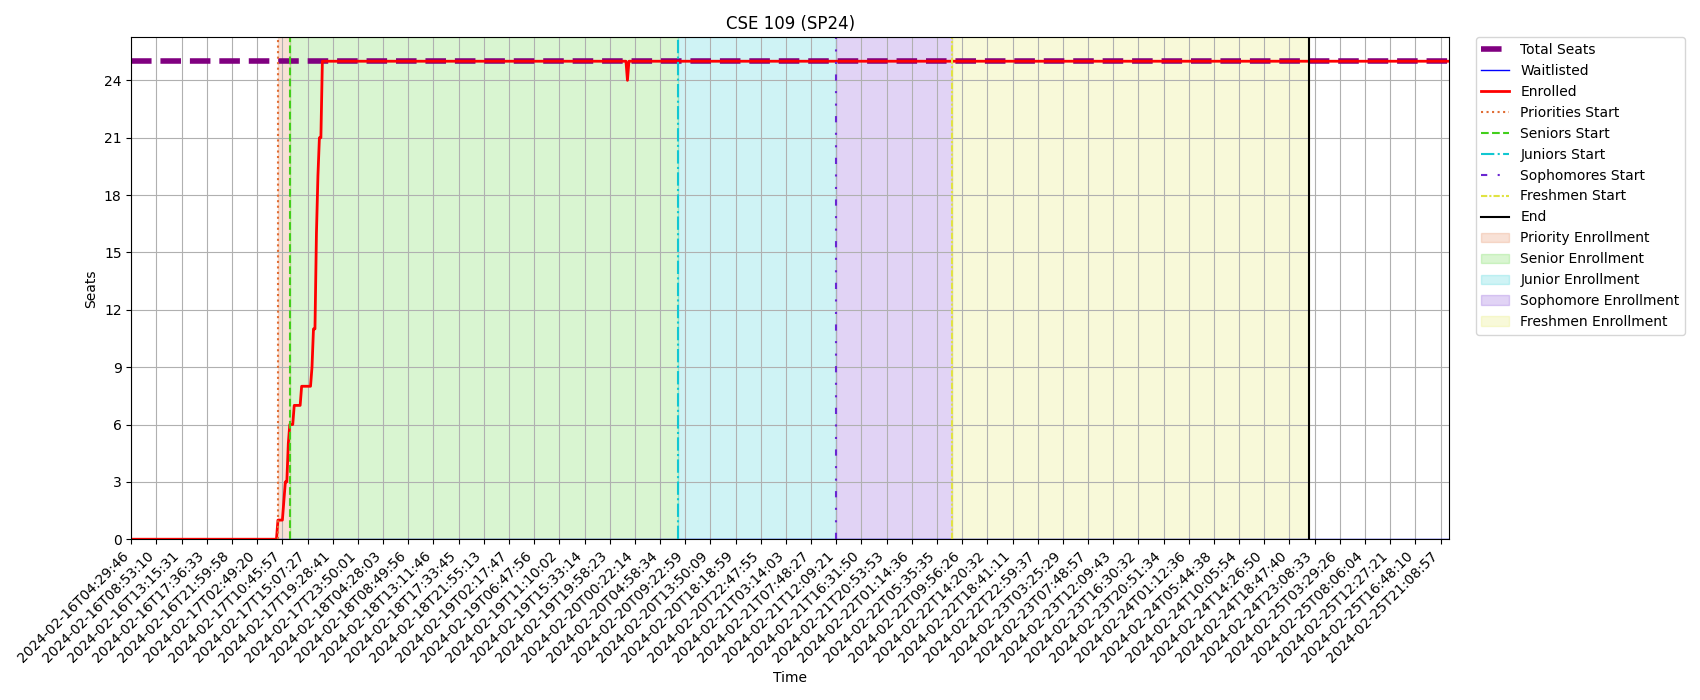 CSE 109 (SP24)
Seats
24
21
18
15
12
9
6
3
0
2024-02-16T04:29:46
2024-02-16T08:53:10
2024-02-16T13:15:31
2024-02-16T17:36:33
2024-02-16T21:59:58
2024-02-17T02:49:20
2024-02-17T10:45:57
2024-02-17T15:07:27
2024-02-17T19:28:41
2024-02-17T23:50:01
2024-02-18T04:28:03
2024-02-18T08:49:56
2024-02-18T13:11:46
2024-02-18T17:33:45
2024-02-18T21:55:13
2024-02-19T02:17:47
2024-02-19T06:47:56
2024-02-19T11:10:02
2024-02-19T15:33:14
2024-02-19T19:58:23
2024-02-20T00:22:14
2024-02-20T04:58:34
2024-02-20T09:22:59
2024-02-20T13:50:09
2024-02-20T18:18:59
2024-02-20T22:47:55
2024-02-21T03:14:03
2024-02-21T07:48:27
2024-02-21T12:09:21
2024-02-21T16:31:50
2024-02-21T20:53:53
2024-02-22T01:14:36
2024-02-22T05:35:35
2024-02-22T09:56:26
2024-02-22T14:20:32
2024-02-22T18:41:11
2024-02-22T22:59:37
2024-02-23T03:25:29
2024-02-23T07:48:57
2024-02-23T12:09:43
2024-02-23T16:30:32
2024-02-23T20:51:34
2024-02-24T01:12:36
2024-02-24T05:44:38
2024-02-24T10:05:54
2024-02-24T14:26:50
2024-02-24T18:47:40
2024-02-24T23:08:33
2024-02-25T03:29:26
2024-02-25T08:06:04
2024-02-25T12:27:21
2024-02-25T16:48:10
2024-02-25T21:08:57
Time
Total Seats
Waitlisted
Enrolled
Priorities Start
Seniors Start
Juniors Start
Sophomores Start
Freshmen Start
End
Priority Enrollment
Senior Enrollment
Junior Enrollment
Sophomore Enrollment
Freshmen Enrollment